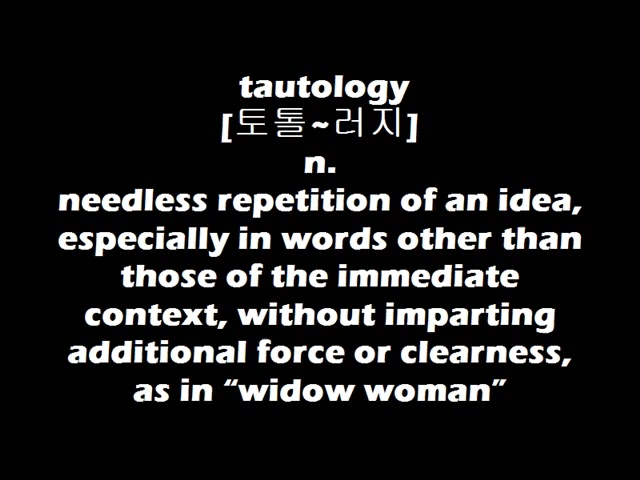 tautology
[토톨~러지]
n.
needless repetition of an idea,
especially in words other than
those of the immediate
context, without imparting
additional force or clearness,
as in “widow woman”